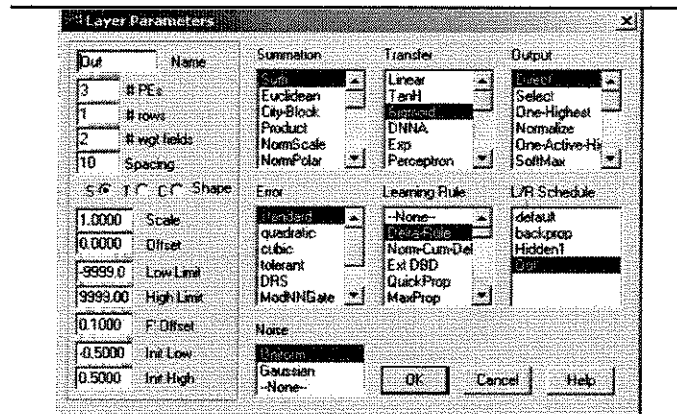 Layer Parameters
Out Name
3 # PEs
1 # rows
2 # wgt fields
10 Spacing
S T C Shape
1.0000 Scale
0.0000 Offset
-9999.0 Low Limit
9999.00 High Limit
0.1000 F' Offset
-0.5000 Init Low
0.5000 Init High
Summation
Sum
Euclidean
City-Block
Product
NormScale
NormPolar
Transfer
Linear
TanH
Sigmoid
DNNA
Exp
Perceptron
Output
Direct
Select
One-Highest
Normalize
One-Active-Hi
SoftMax
Error
standard
quadratic
cubic
tolerant
DRS
ModNNGate
Learning Rule
--None--
Delta-Rule
Norm-Cum-Del
Ext DBD
QuickProp
MaxProp
L/R Schedule
default
backprop
Hidden1
Out
Noise
Uniform
Gaussian
--None--
OK
Cancel
Help